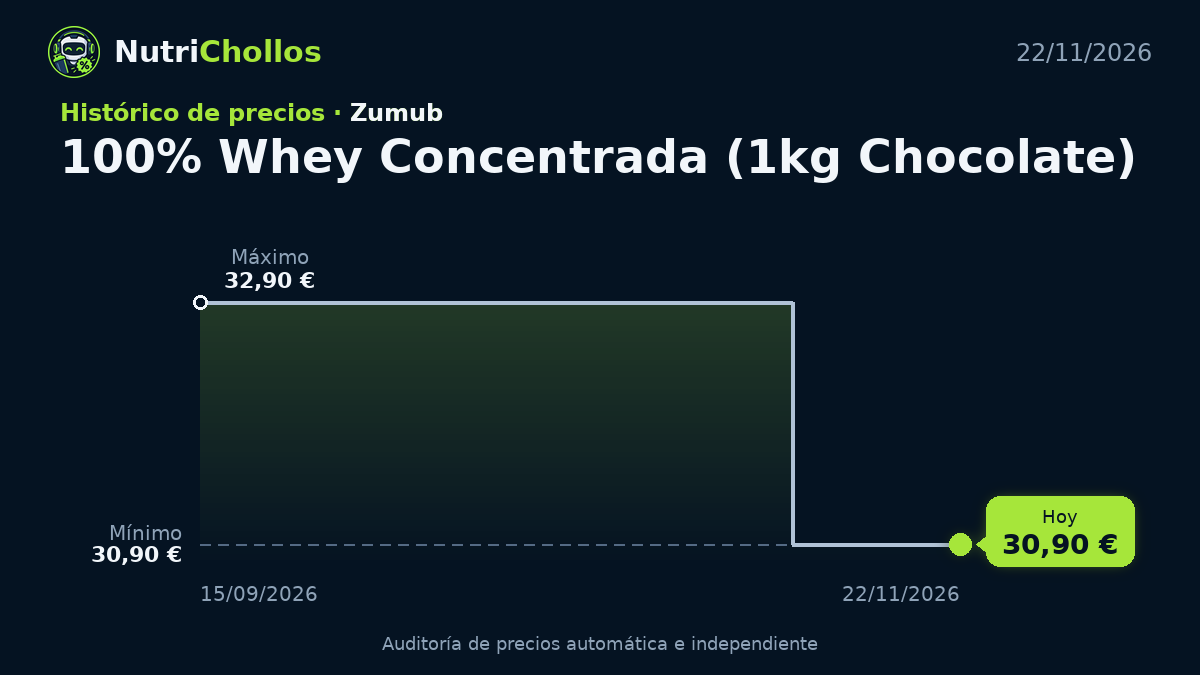 NutriChollos
22/11/2026
Histórico de precios · Zumub
100% Whey Concentrada (1kg Chocolate)
Máximo
32,90 €
Mínimo
30,90 €
Hoy
30,90 €
15/09/2026
22/11/2026
Auditoría de precios automática e independiente